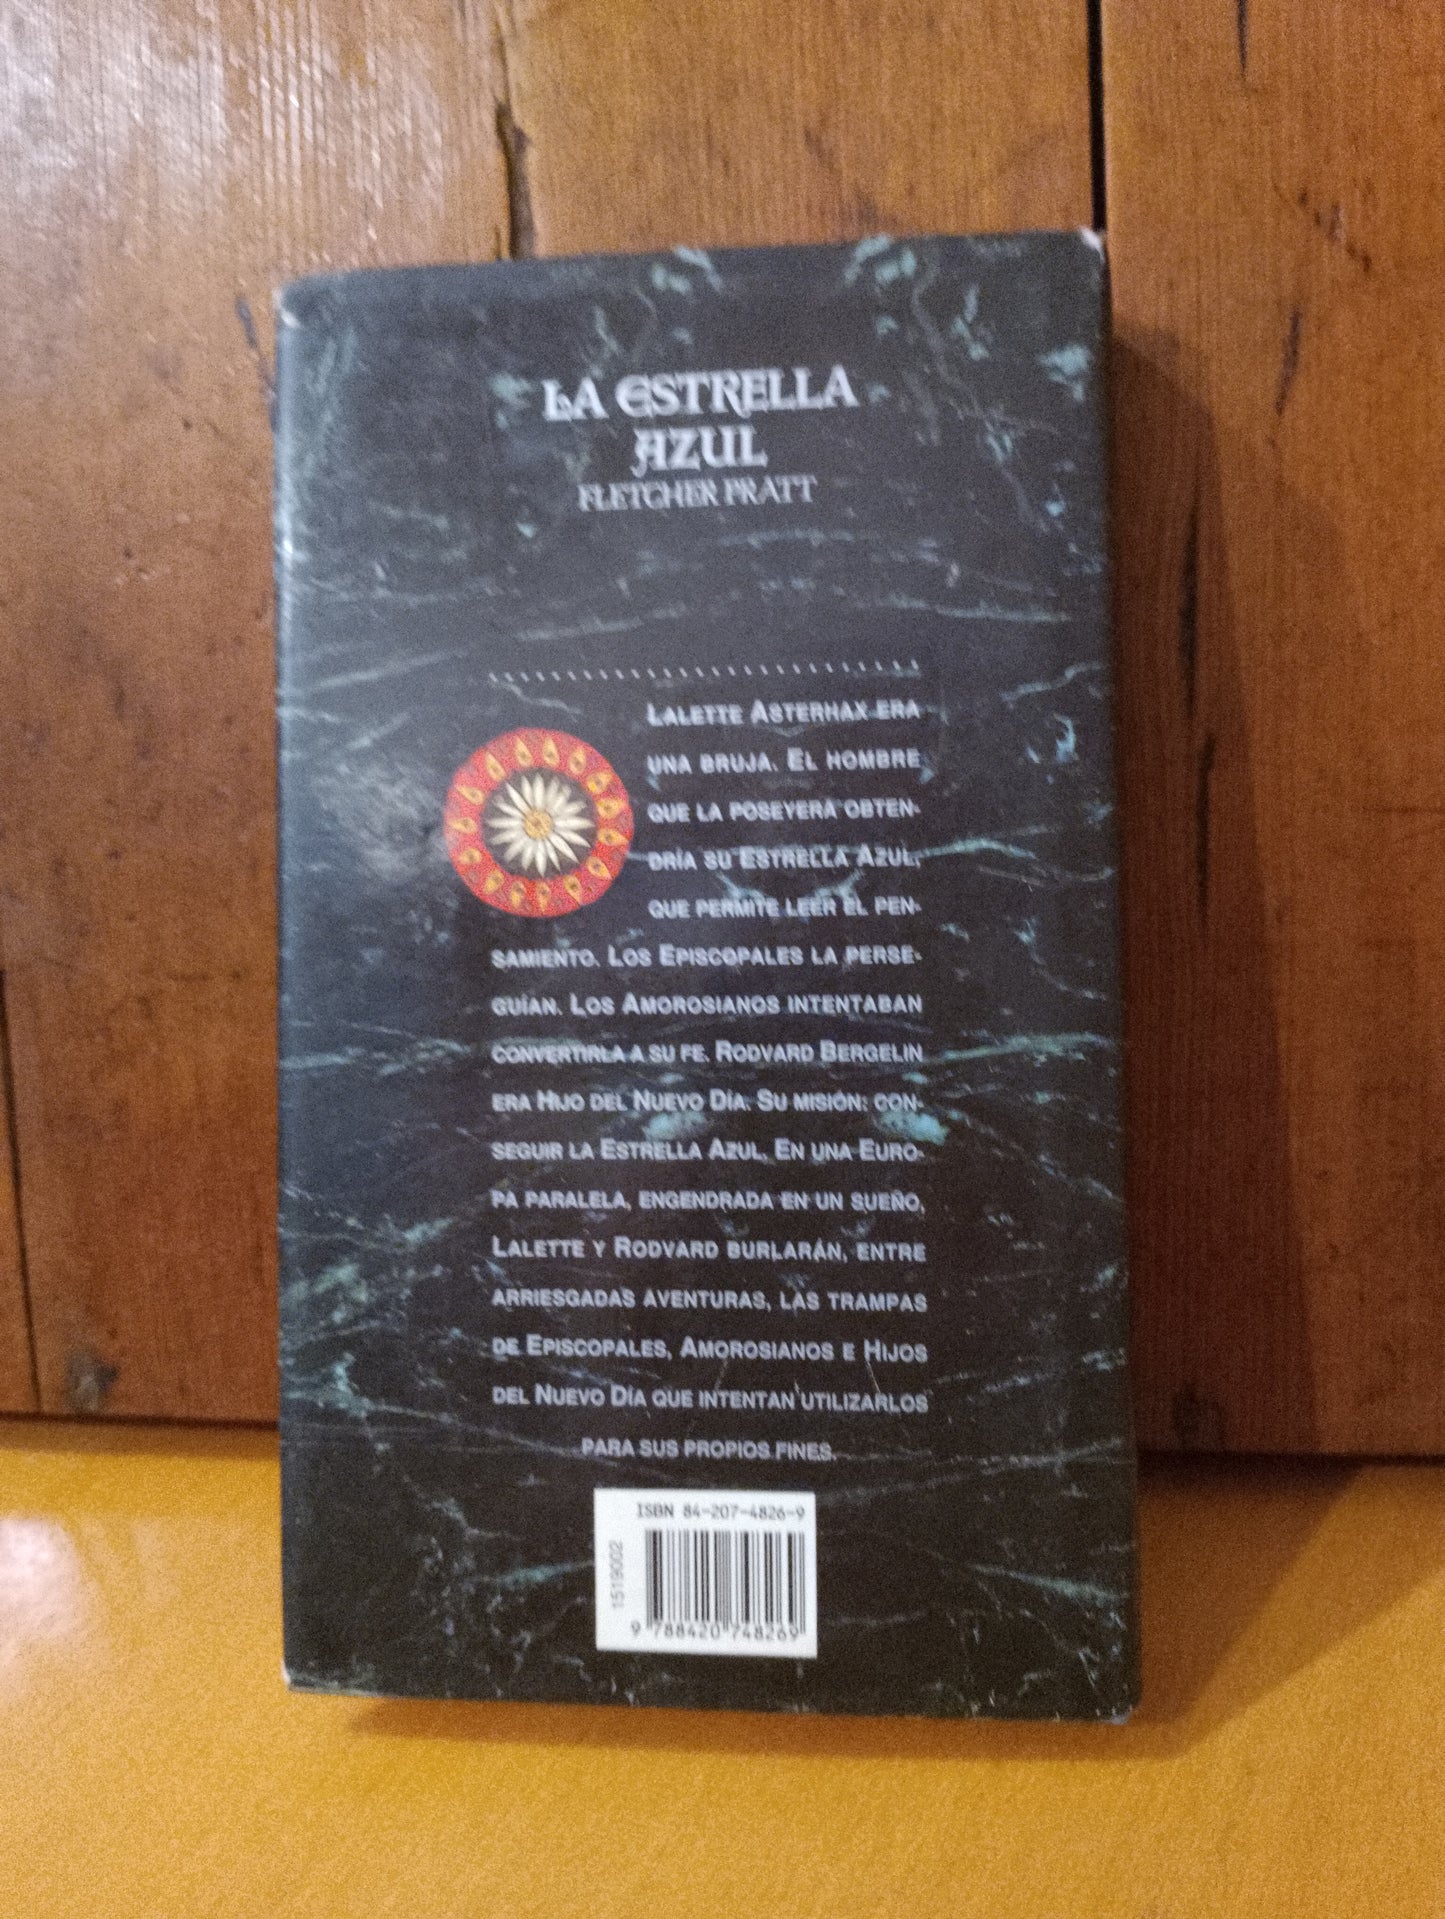 LA ESTRELLA
AZUL
FLETCHER PRATT
LALETTE ASTERHAX ERA
UNA BRUJA. EL HOMBRE
QUE LA POSEYERA OBTEN-
DRÍA SU ESTRELLA AZUL,
QUE PERMITE LEER EL PEN-
SAMIENTO. LOS EPISCOPALES LA PERSE-
GUÍAN. LOS AMOROSIANOS INTENTABAN
CONVERTIRLA A SU FE. RODVARD BERGELIN
ERA HIJO DEL NUEVO DÍA. SU MISIÓN: CON-
SEGUIR LA ESTRELLA AZUL. EN UNA EURO-
PA PARALELA, ENGENDRADA EN UN SUEÑO,
LALETTE Y RODVARD BURLARÁN, ENTRE
ARRIESGADAS AVENTURAS, LAS TRAMPAS
DE EPISCOPALES, AMOROSIANOS E HIJOS
DEL NUEVO DÍA QUE INTENTAN UTILIZARLOS
PARA SUS PROPIOS FINES.
ISBN 84-207-4826-9
1519002
9 788420 748269